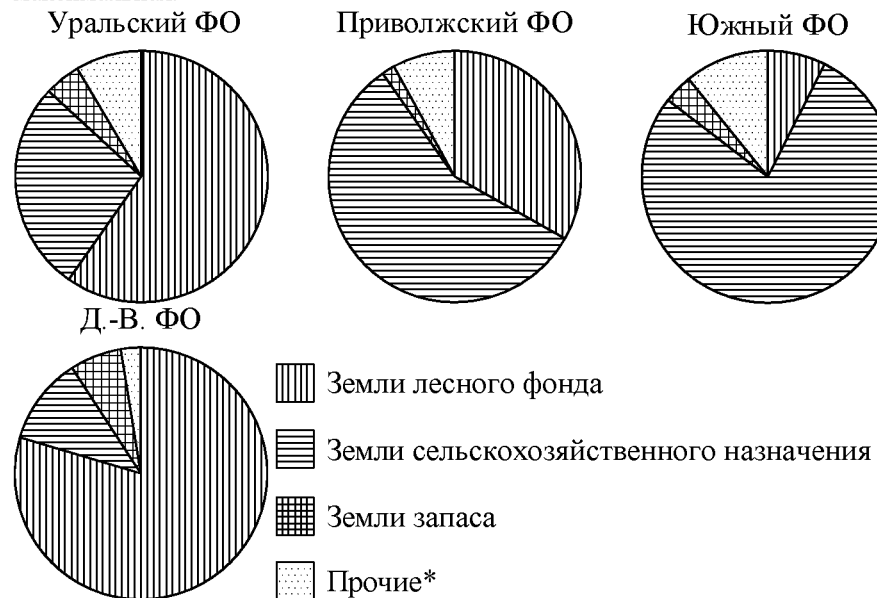 Уральский ФО
Приволжский ФО
Южный ФО
Д.-В. ФО
Земли лесного фонда
Земли сельскохозяйственного назначения
Земли запаса
Прочие*